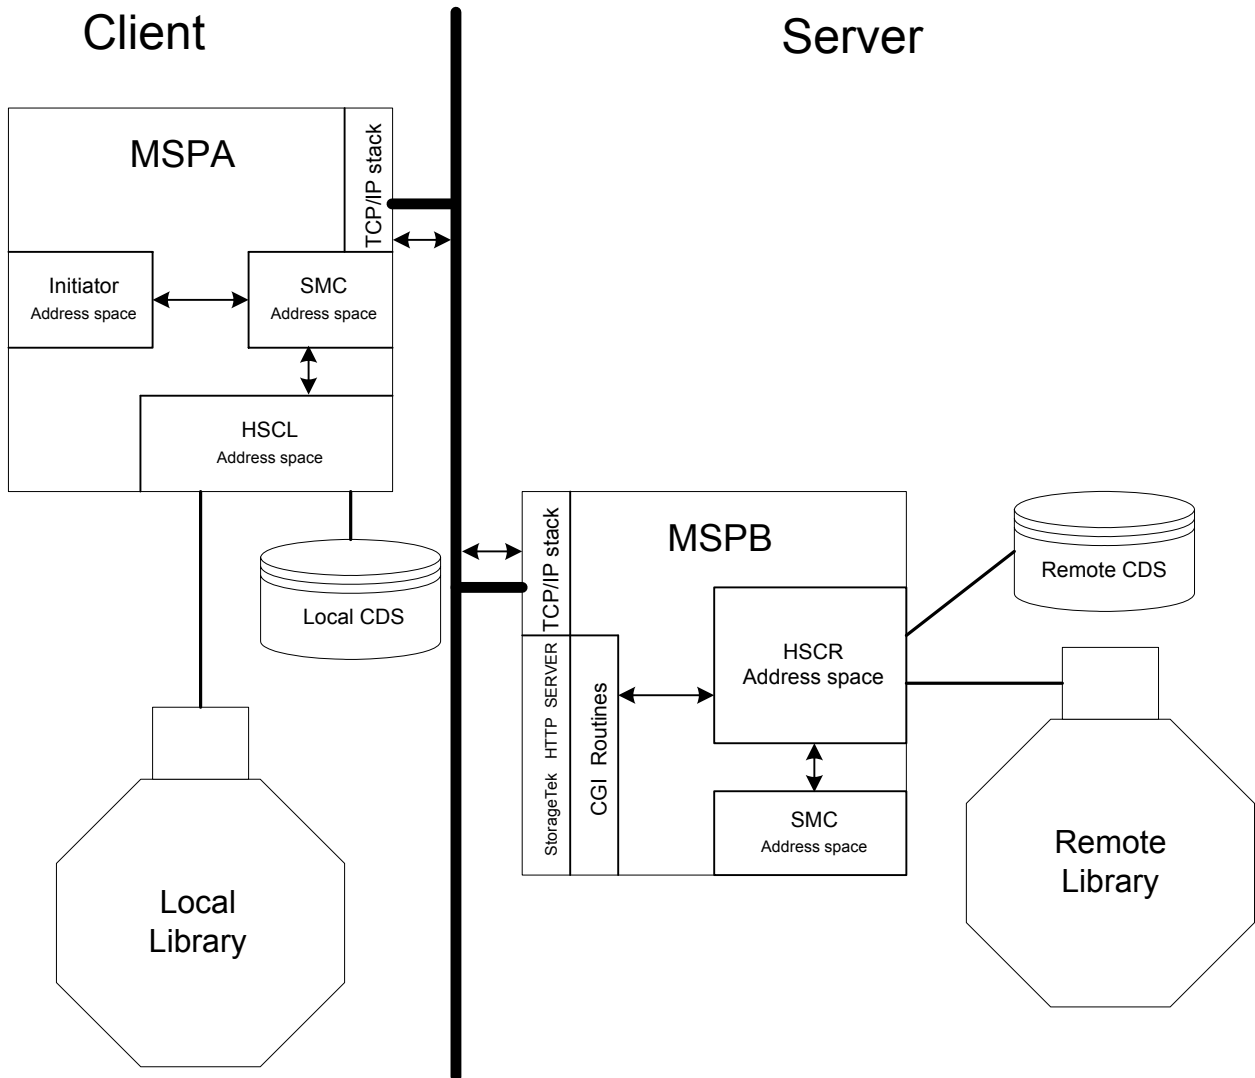 Client
Server
MSPA
TCP/IP stack
Initiator
Address space
SMC
Address space
HSCL
Address space
Local CDS
Local
Library
MSPB
TCP/IP stack
StorageTek HTTP SERVER
CGI Routines
HSCR
Address space
SMC
Address space
Remote CDS
Remote
Library